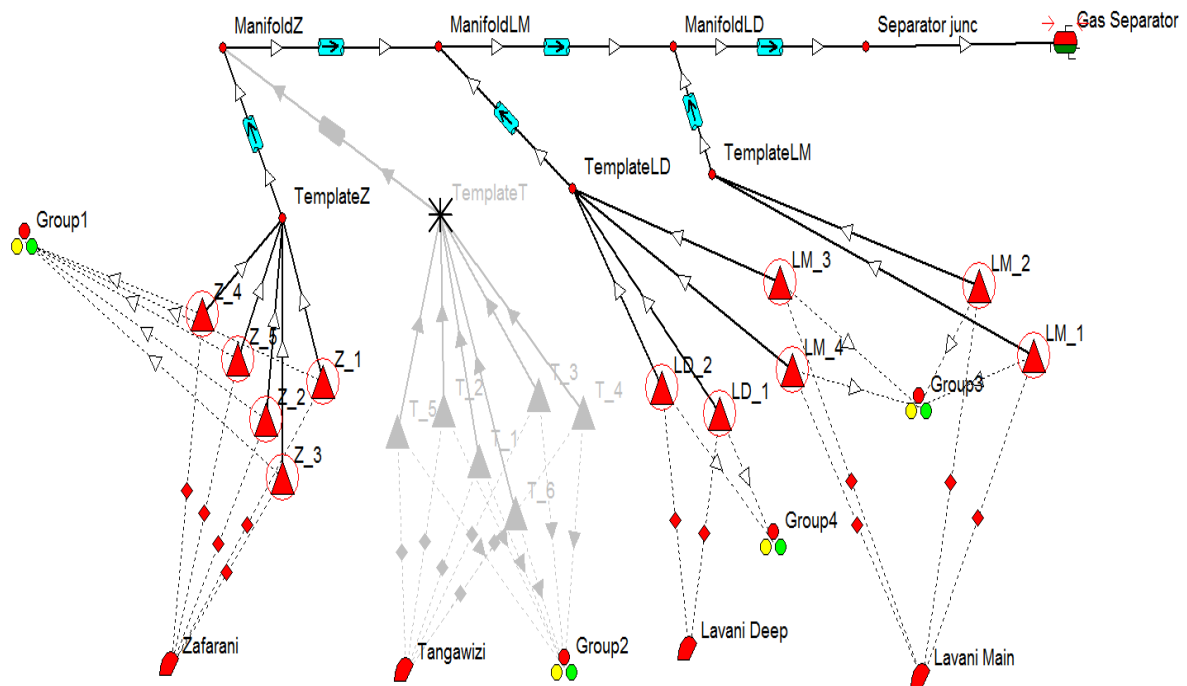 ManifoldZ
ManifoldLM
ManifoldLD
Separator junc
Gas Separator
TemplateLD
TemplateLM
TemplateZ
TemplateT
Group1
LM_3
LM_2
Z_4
Z_5
Z_1
LM_4
LM_1
LD_2
LD_1
T_3
T_2
T_4
T_5
Group3
Z_2
T_1
Z_3
T_6
Group4
Zafarani
Tangawizi
Group2
Lavani Deep
Lavani Main